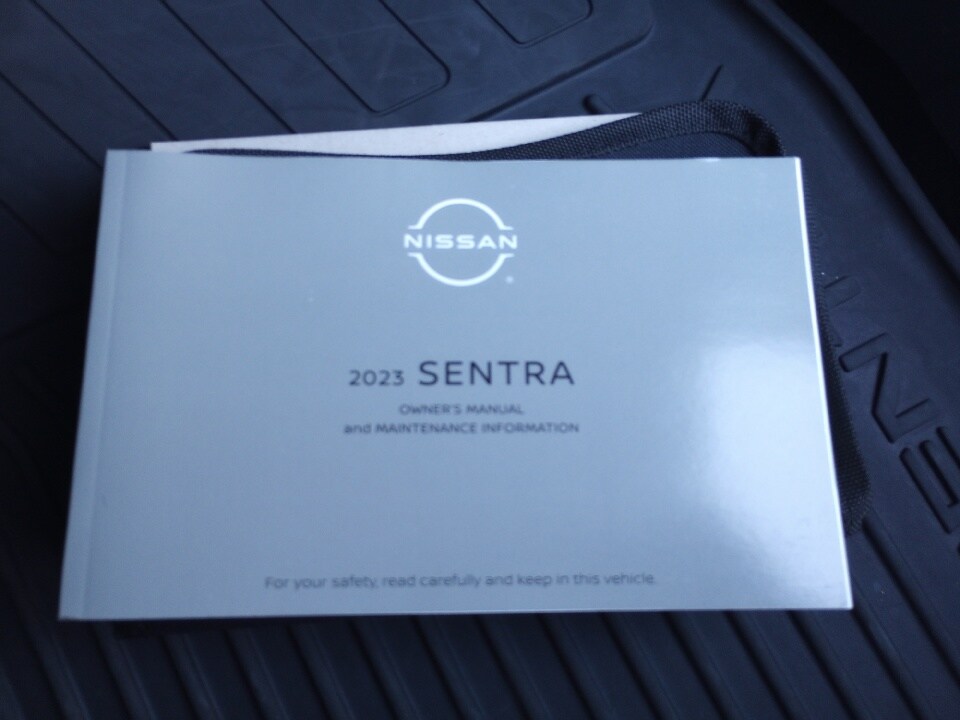 NISSAN
2023 SENTRA
OWNER'S MANUAL
and MAINTENANCE INFORMATION
For your safety, read carefully and keep in this vehicle.